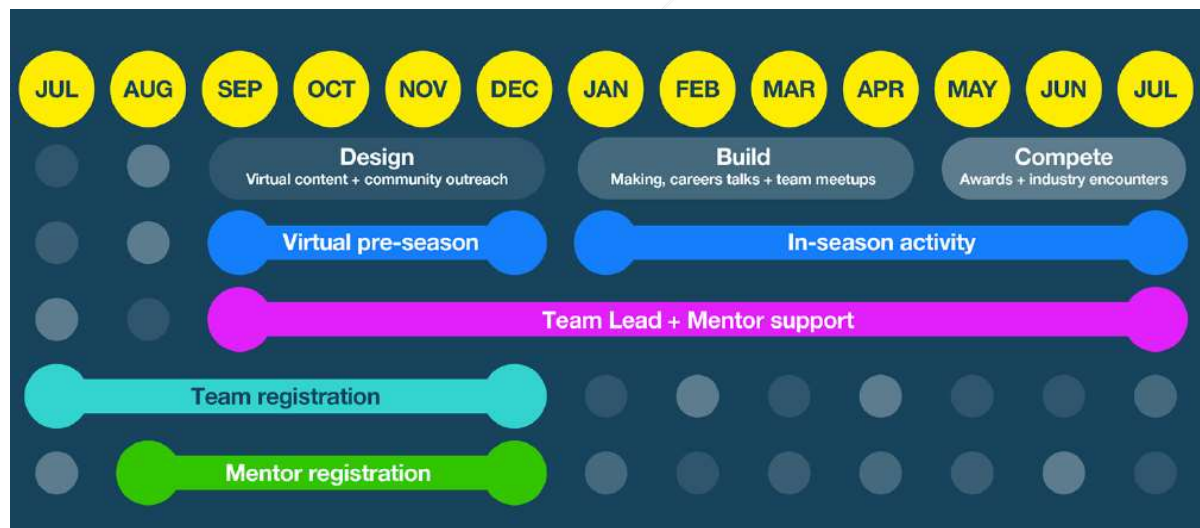 JUL AUG SEP OCT NOV DEC JAN FEB MAR APR MAY JUN JUL
Design Build Compete
Virtual content + community outreach Making, careers talks + team meetups Awards + industry encounters
Virtual pre-season In-season activity
Team Lead + Mentor support
Team registration
Mentor registration